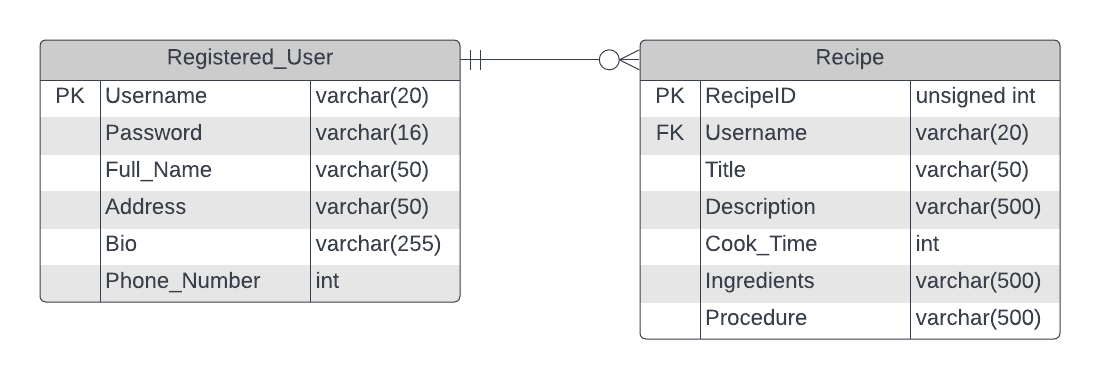 Registered_User
PK Username varchar(20)
Password varchar(16)
Full_Name varchar(50)
Address varchar(50)
Bio varchar(255)
Phone_Number int
Recipe
PK RecipeID unsigned int
FK Username varchar(20)
Title varchar(50)
Description varchar(500)
Cook_Time int
Ingredients varchar(500)
Procedure varchar(500)